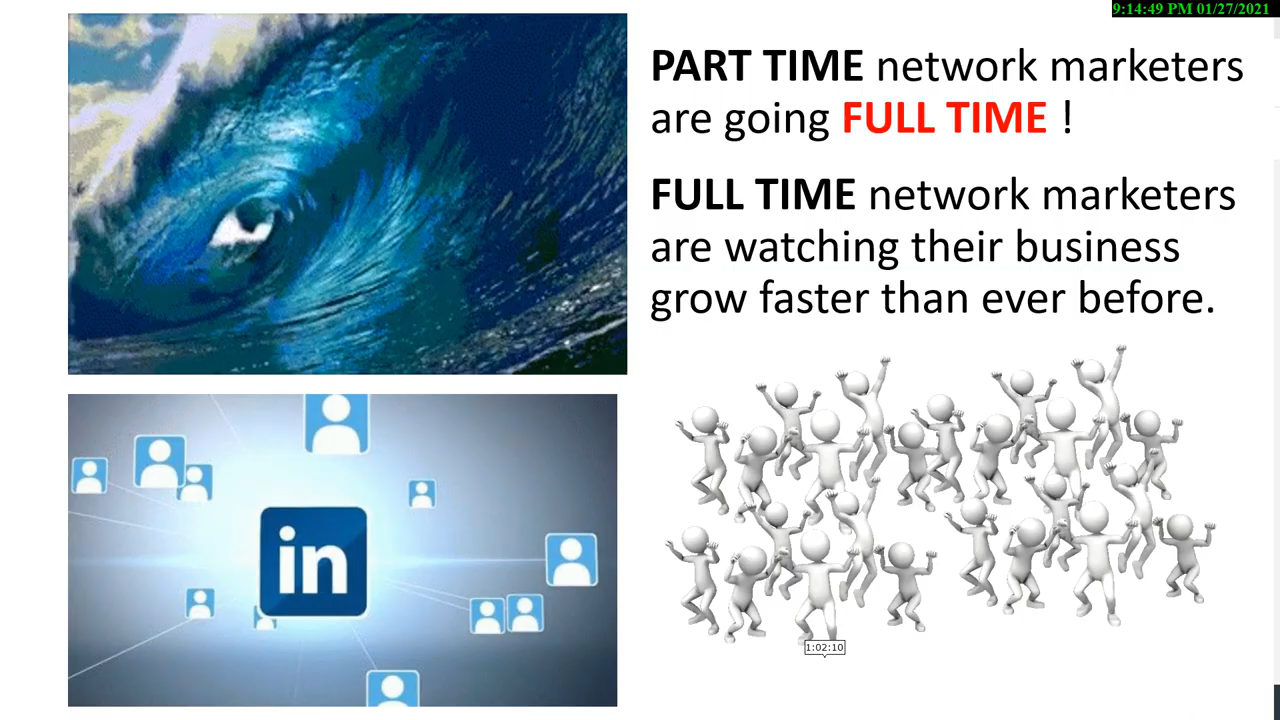 9:14:49 PM 01/27/2021
PART TIME network marketers
are going FULL TIME !
FULL TIME network marketers
are watching their business
grow faster than ever before.
in
1:02:10